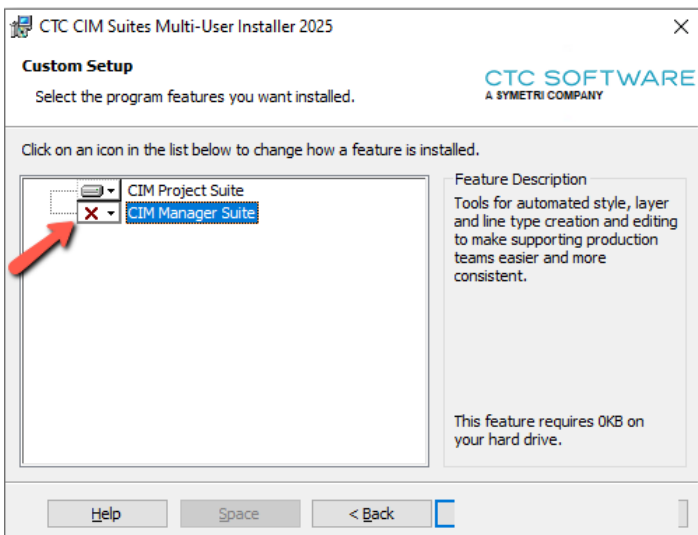 CTC CIM Suites Multi-User Installer 2025
Custom Setup
Select the program features you want installed.
CTC SOFTWARE
A SYMETRI COMPANY
Click on an icon in the list below to change how a feature is installed.
CIM Project Suite
CIM Manager Suite
Feature Description
Tools for automated style, layer
and line type creation and editing
to make supporting production
teams easier and more
consistent.
This feature requires 0KB on
your hard drive.
Help
Space
< Back